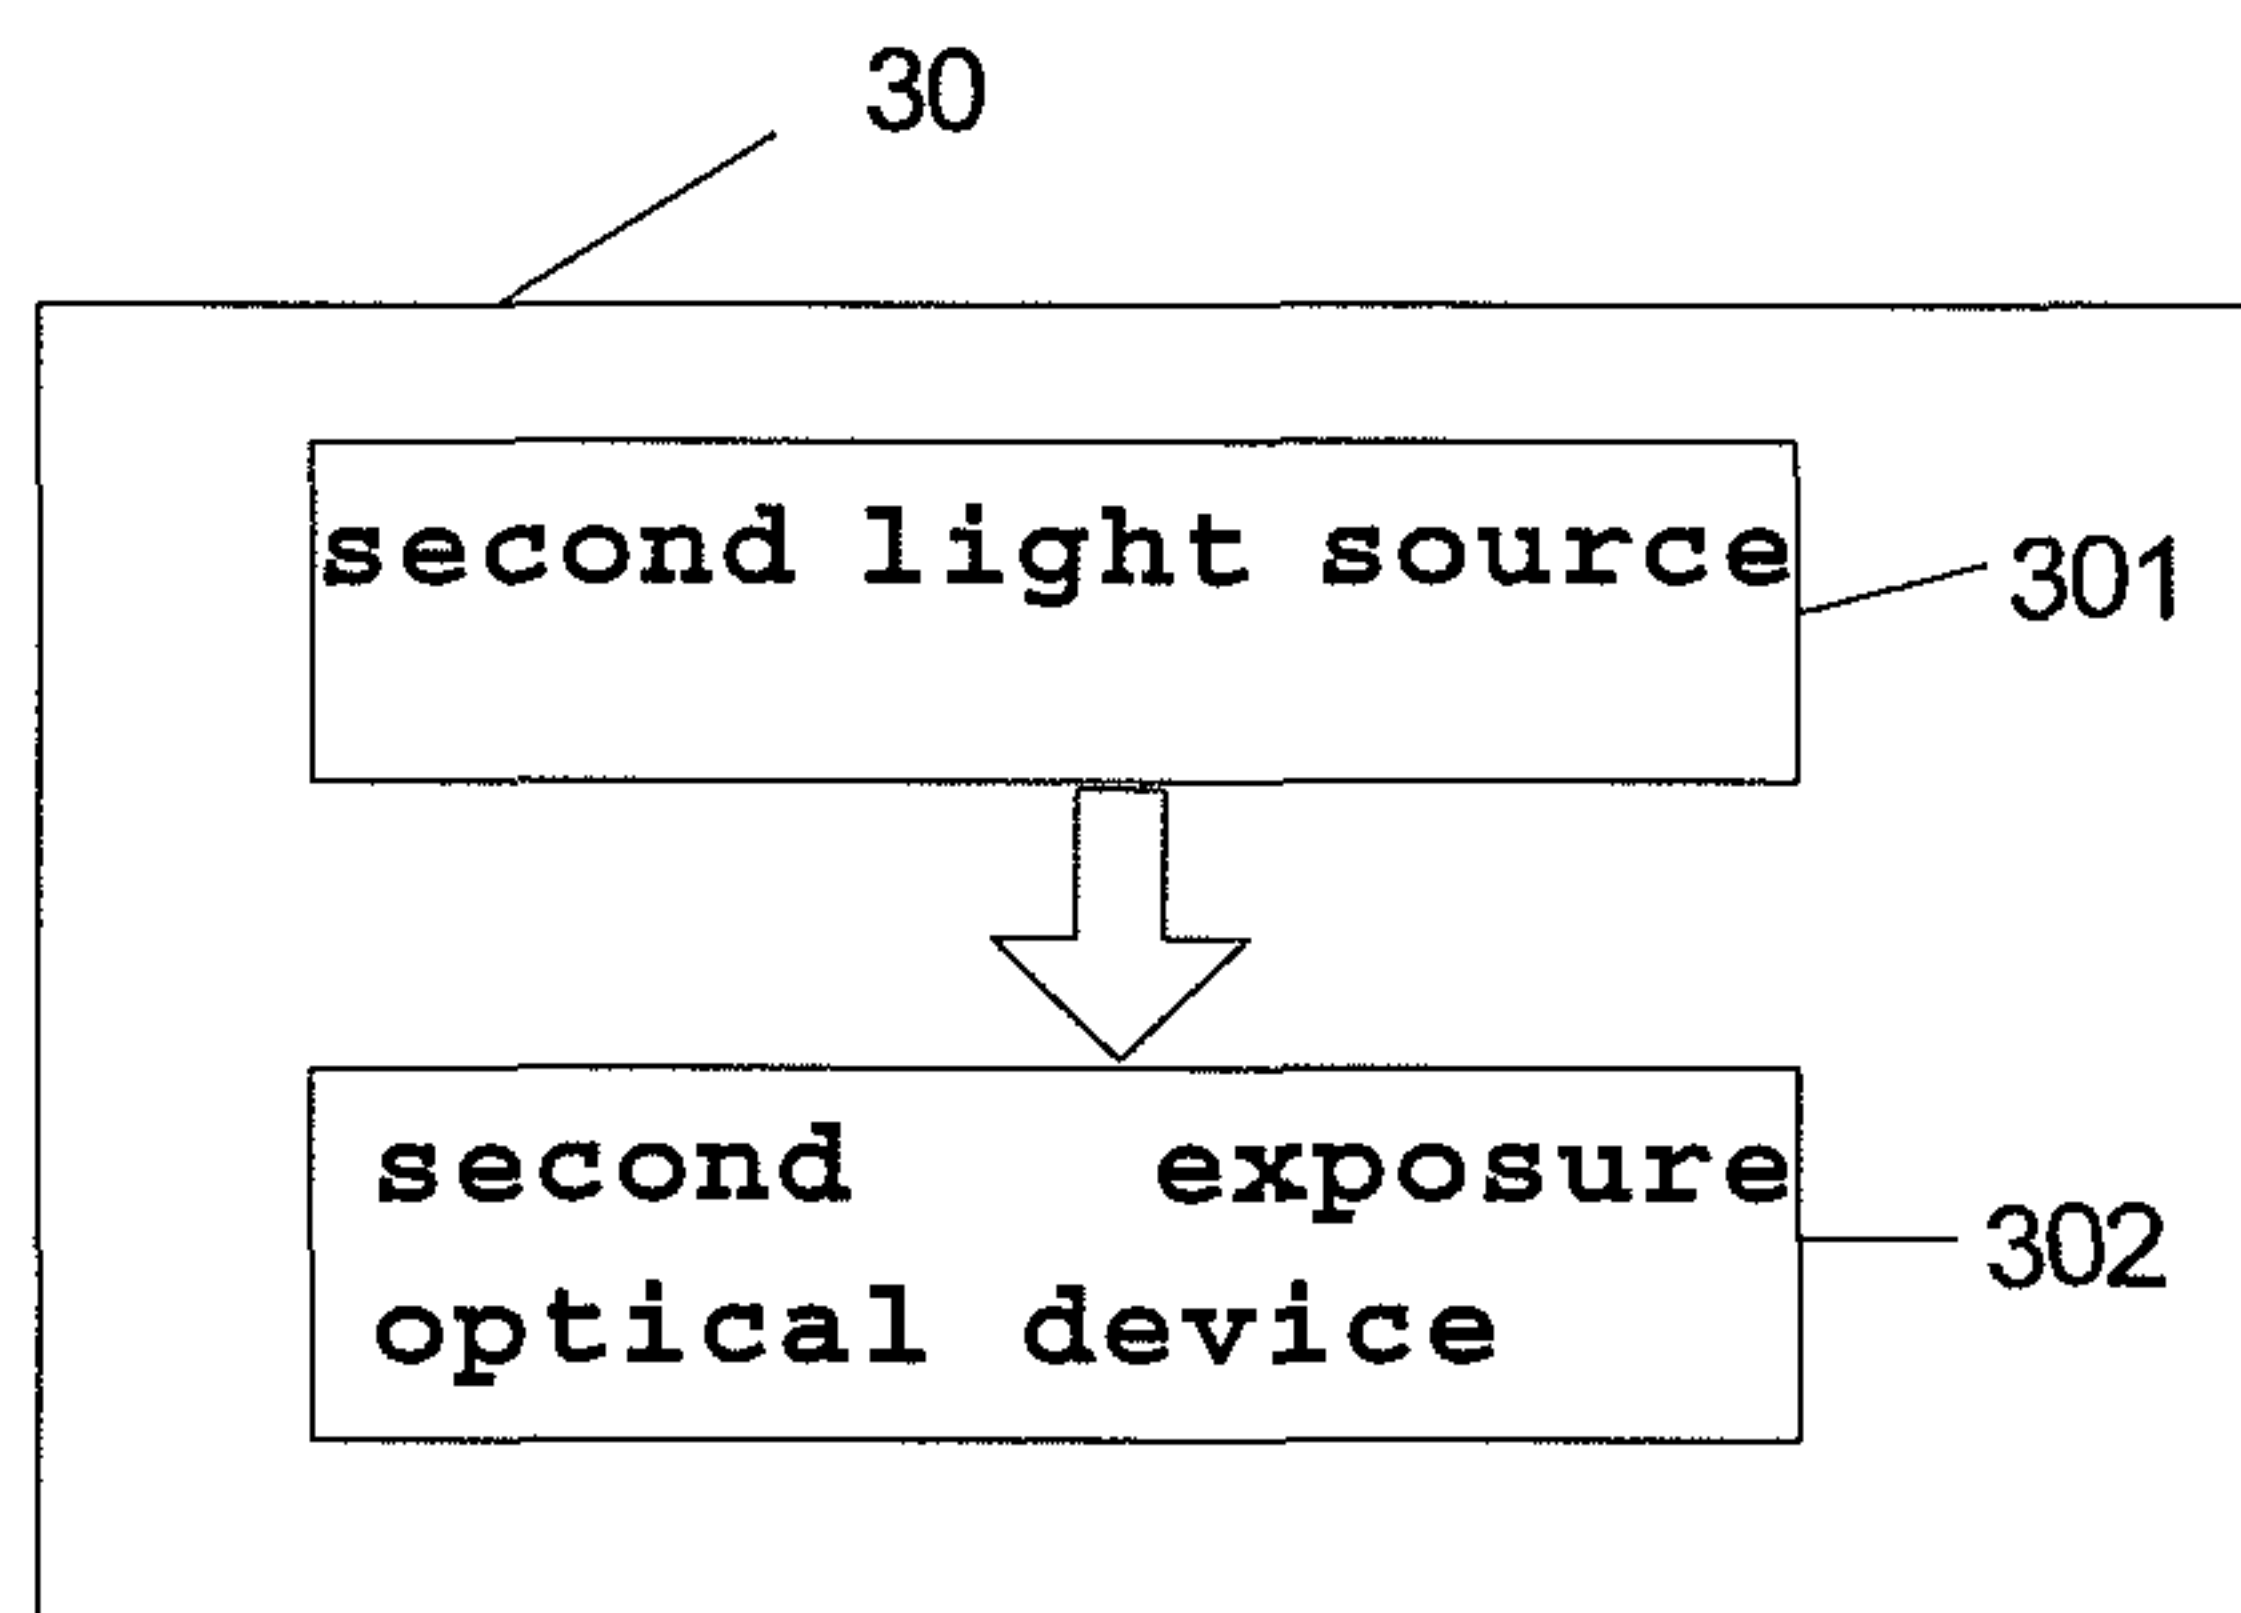 30
second light source
301
second exposure
optical device
302